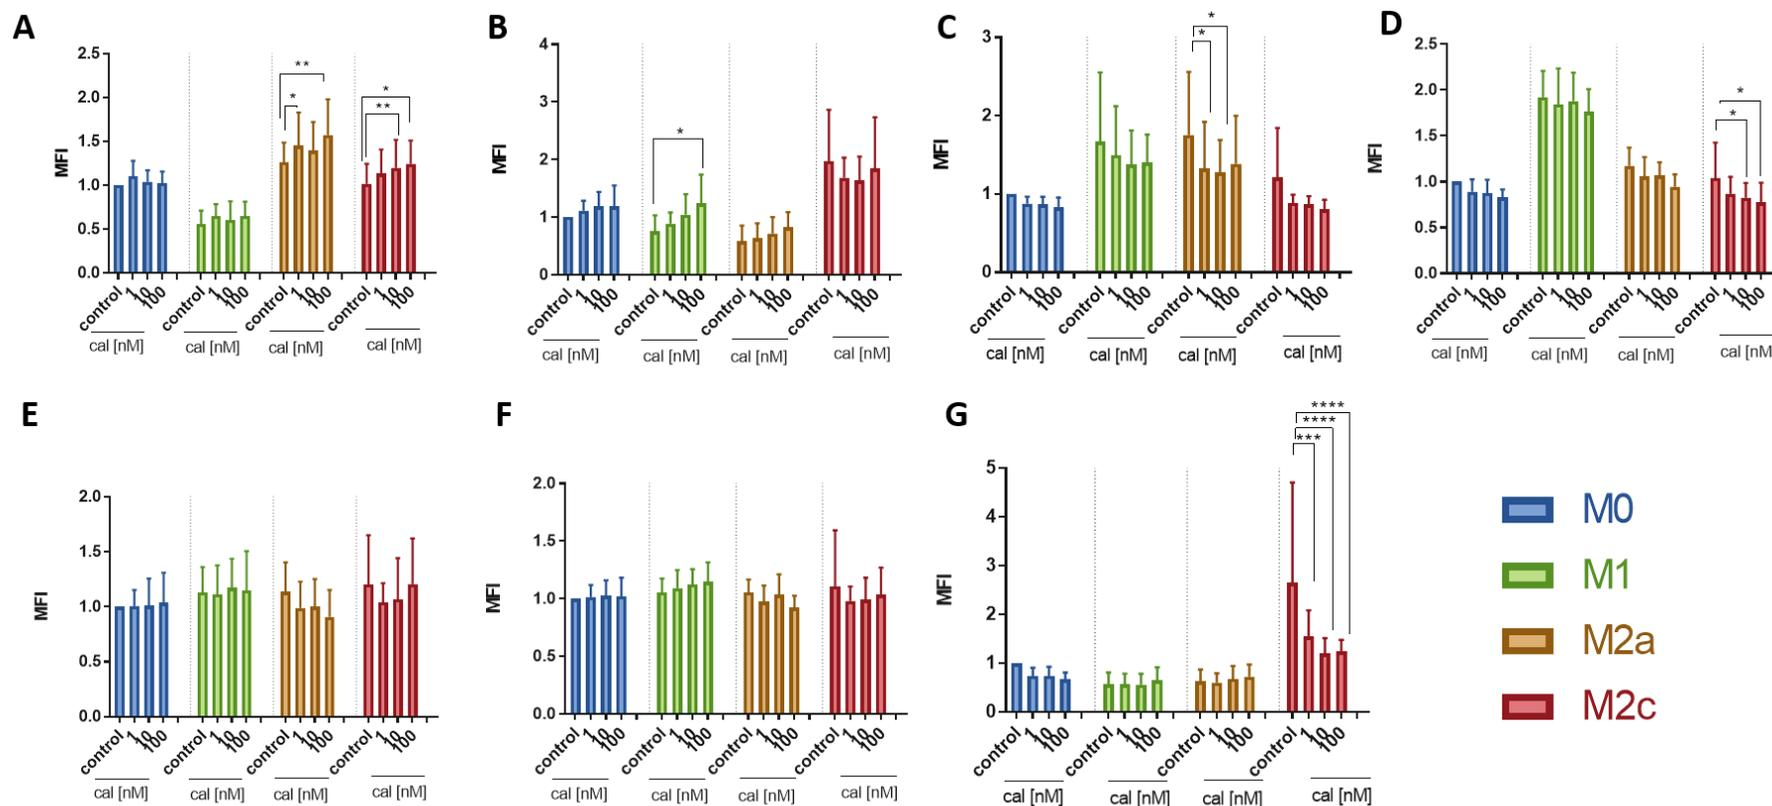 A
MFI
2.5
2.0
1.5
1.0
0.5
0.0
**
*
*
**
control 1 10 100 control 1 10 100 control 1 10 100 control 1 10 100
cal [nM] cal [nM] cal [nM] cal [nM]
B
MFI
4
3
2
1
0
*
control 1 10 100 control 1 10 100 control 1 10 100 control 1 10 100
cal [nM] cal [nM] cal [nM] cal [nM]
C
MFI
3
2
1
0
*
*
control 1 10 100 control 1 10 100 control 1 10 100 control 1 10 100
cal [nM] cal [nM] cal [nM] cal [nM]
D
MFI
2.5
2.0
1.5
1.0
0.5
0.0
*
*
control 1 10 100 control 1 10 100 control 1 10 100 control 1 10 100
cal [nM] cal [nM] cal [nM] cal [nM
E
MFI
2.0
1.5
1.0
0.5
0.0
control 1 10 100 control 1 10 100 control 1 10 100 control 1 10 100
cal [nM] cal [nM] cal [nM] cal [nM]
F
MFI
2.0
1.5
1.0
0.5
0.0
control 1 10 100 control 1 10 100 control 1 10 100 control 1 10 100
cal [nM] cal [nM] cal [nM] cal [nM]
G
MFI
5
4
3
2
1
0
****
****
***
control 1 10 100 control 1 10 100 control 1 10 100 control 1 10 100
cal [nM] cal [nM] cal [nM] cal [nM]
M0
M1
M2a
M2c